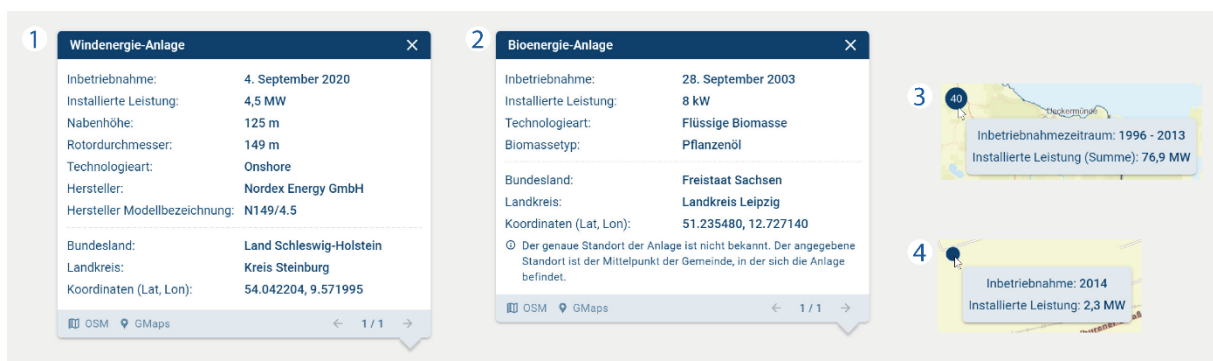 1
Windenergie-Anlage
Inbetriebnahme: 4. September 2020
Installierte Leistung: 4,5 MW
Nabenhöhe: 125 m
Rotordurchmesser: 149 m
Technologieart: Onshore
Hersteller: Nordex Energy GmbH
Hersteller Modellbezeichnung: N149/4.5
Bundesland: Land Schleswig-Holstein
Landkreis: Kreis Steinburg
Koordinaten (Lat, Lon): 54.042204, 9.571995
OSM GMaps ← 1 / 1 →
2
Bioenergie-Anlage
Inbetriebnahme: 28. September 2003
Installierte Leistung: 8 kW
Technologieart: Flüssige Biomasse
Biomassetyp: Pflanzenöl
Bundesland: Freistaat Sachsen
Landkreis: Landkreis Leipzig
Koordinaten (Lat, Lon): 51.235480, 12.727140
Der genaue Standort der Anlage ist nicht bekannt. Der angegebene
Standort ist der Mittelpunkt der Gemeinde, in der sich die Anlage
befindet.
OSM GMaps ← 1 / 1 →
3
40
Ueckermünde
Inbetriebnahmezeitraum: 1996 - 2013
Installierte Leistung (Summe): 76,9 MW
4
Inbetriebnahme: 2014
Installierte Leistung: 2,3 MW